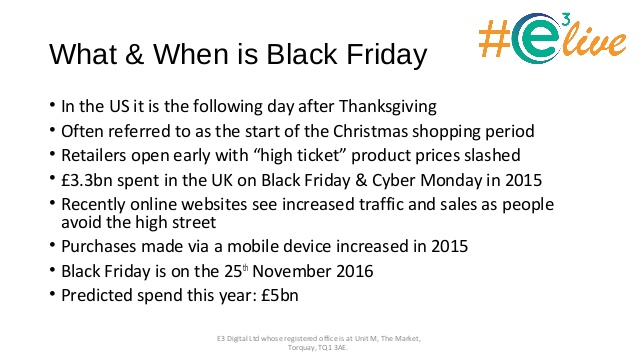 #e3live
What & When is Black Friday
• In the US it is the following day after Thanksgiving
• Often referred to as the start of the Christmas shopping period
• Retailers open early with “high ticket” product prices slashed
• £3.3bn spent in the UK on Black Friday & Cyber Monday in 2015
• Recently online websites see increased traffic and sales as people
avoid the high street
• Purchases made via a mobile device increased in 2015
• Black Friday is on the 25th November 2016
• Predicted spend this year: £5bn
E3 Digital Ltd whose registered office is at Unit M, The Market,
Torquay, TQ1 3AE.